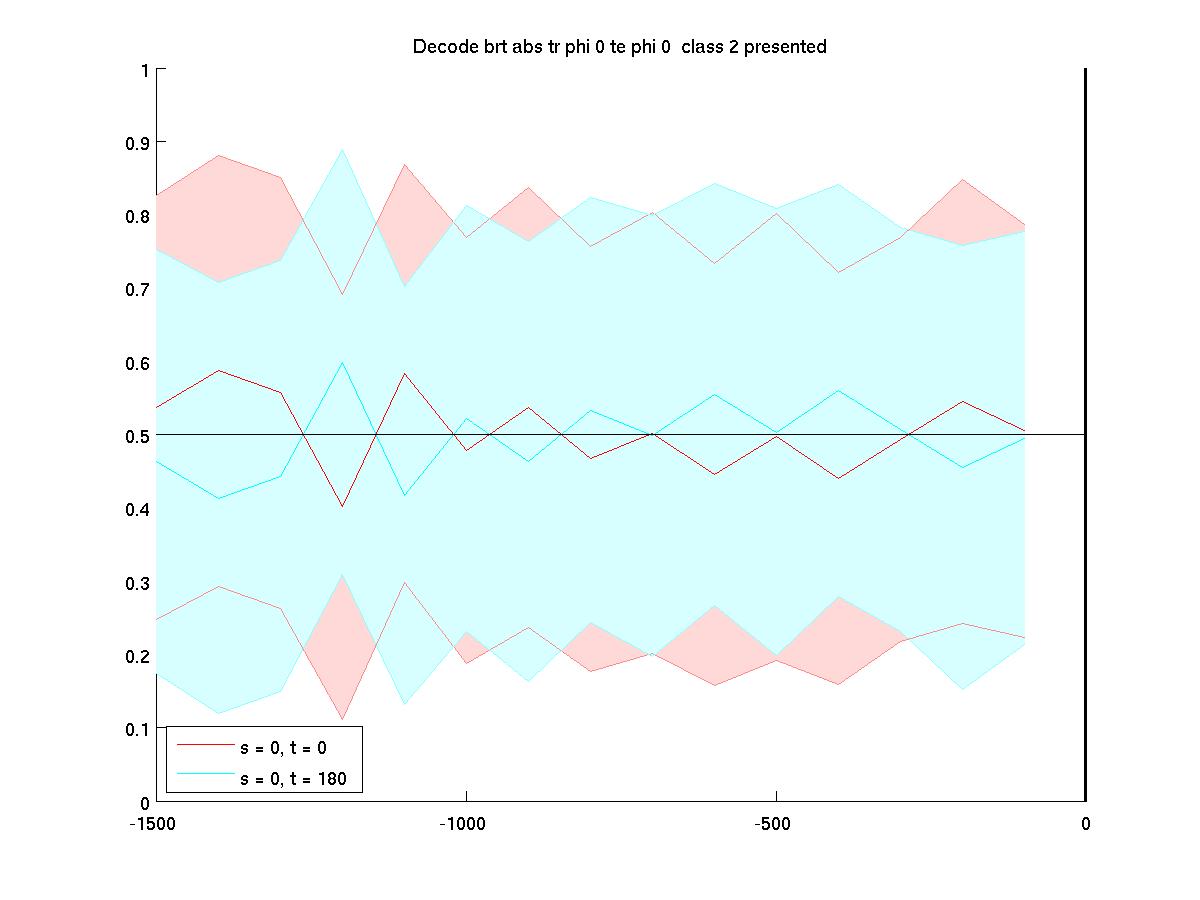 Decode brt abs tr phi 0 te phi 0  class 2 presented
1
0.9
0.8
0.7
0.6
0.5
0.4
0.3
0.2
0.1
0
s = 0, t = 0
s = 0, t = 180
-1500 -1000 -500 0